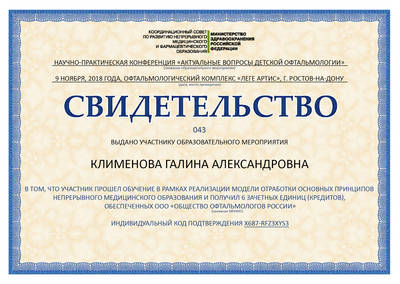 КООРДИНАЦИОННЫЙ СОВЕТ
ПО РАЗВИТИЮ НЕПРЕРЫВНОГО
МЕДИЦИНСКОГО
И ФАРМАЦЕВТИЧЕСКОГО
ОБРАЗОВАНИЯ
МИНИСТЕРСТВО
ЗДРАВООХРАНЕНИЯ
РОССИЙСКОЙ
ФЕДЕРАЦИИ
НАУЧНО-ПРАКТИЧЕСКАЯ КОНФЕРЕНЦИЯ «АКТУАЛЬНЫЕ ВОПРОСЫ ДЕТСКОЙ ОФТАЛЬМОЛОГИИ»
(название образовательного мероприятия)
9 НОЯБРЯ, 2018 ГОДА, ОФТАЛЬМОЛОГИЧЕСКИЙ КОМПЛЕКС «ЛЕГЕ АРТИС», Г. РОСТОВ-НА-ДОНУ
(дата, место проведения)
СВИДЕТЕЛЬСТВО
043
ВЫДАНО УЧАСТНИКУ ОБРАЗОВАТЕЛЬНОГО МЕРОПРИЯТИЯ
КЛИМЕНОВА ГАЛИНА АЛЕКСАНДРОВНА
В ТОМ, ЧТО УЧАСТНИК ПРОШЕЛ ОБУЧЕНИЕ В РАМКАХ РЕАЛИЗАЦИИ МОДЕЛИ ОТРАБОТКИ ОСНОВНЫХ ПРИНЦИПОВ
НЕПРЕРЫВНОГО МЕДИЦИНСКОГО ОБРАЗОВАНИЯ И ПОЛУЧИЛ 6 ЗАЧЕТНЫХ ЕДИНИЦ (КРЕДИТОВ),
ОБЕСПЕЧЕННЫХ ООО «ОБЩЕСТВО ОФТАЛЬМОЛОГОВ РОССИИ»
ИНДИВИДУАЛЬНЫЙ КОД ПОДТВЕРЖДЕНИЯ X687-RFZ3XYS3